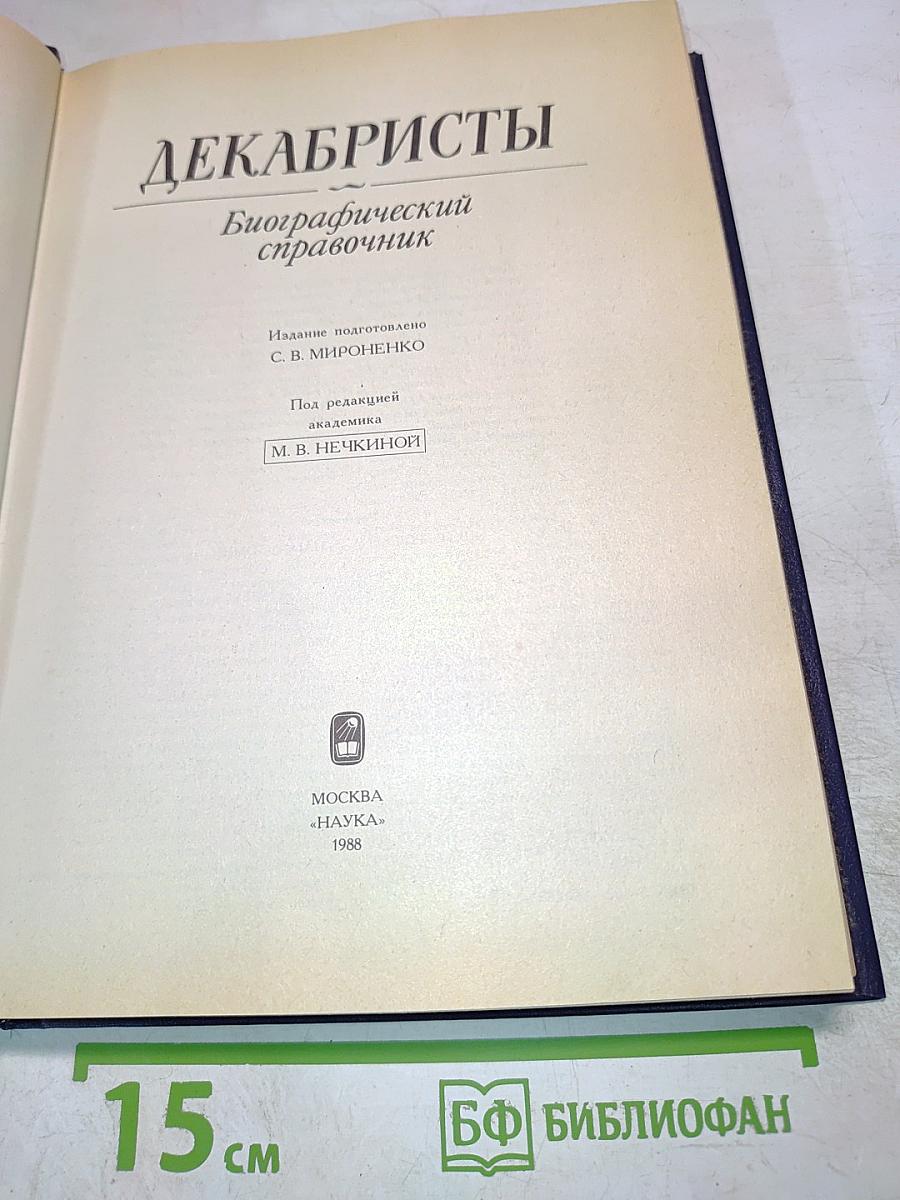 ДЕКАБРИСТЫ
Биографический
справочник
Издание подготовлено
С. В. МИРОНЕНКО
Под редакцией
академика
М. В. НЕЧКИНОЙ
МОСКВА
«НАУКА»
1988
15 см
БФ БИБЛИОФАН